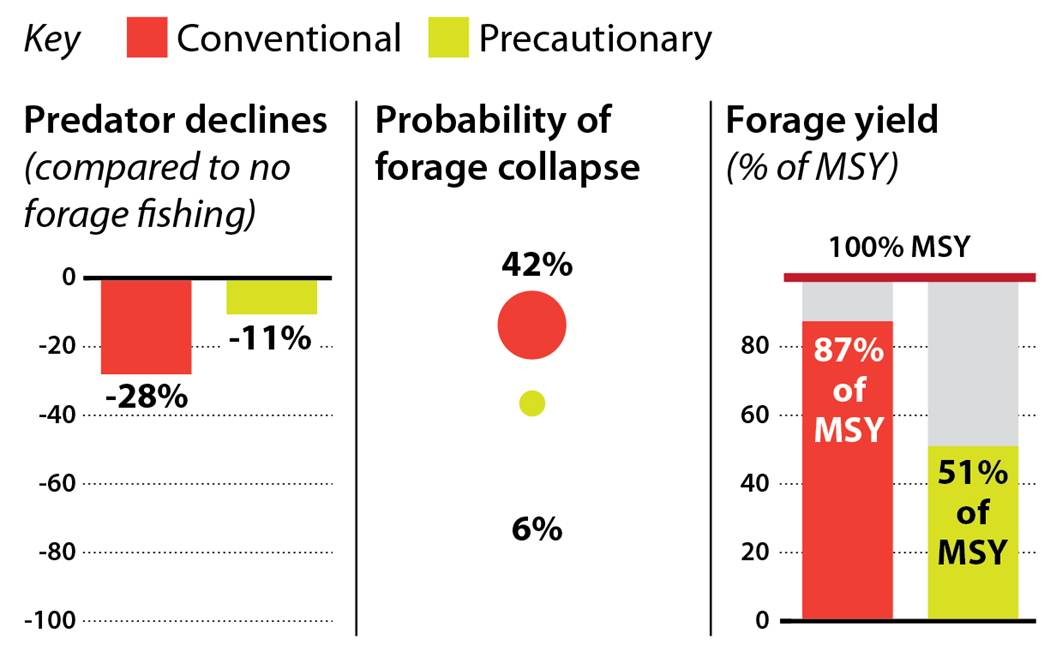 Key Conventional Precautionary
Predator declines
(compared to no
forage fishing)
0
-20
-40
-60
-80
-100
-28%
-11%
Probability of
forage collapse
42%
6%
Forage yield
(% of MSY)
100% MSY
80
60
40
20
0
87%
of
MSY
51%
of
MSY